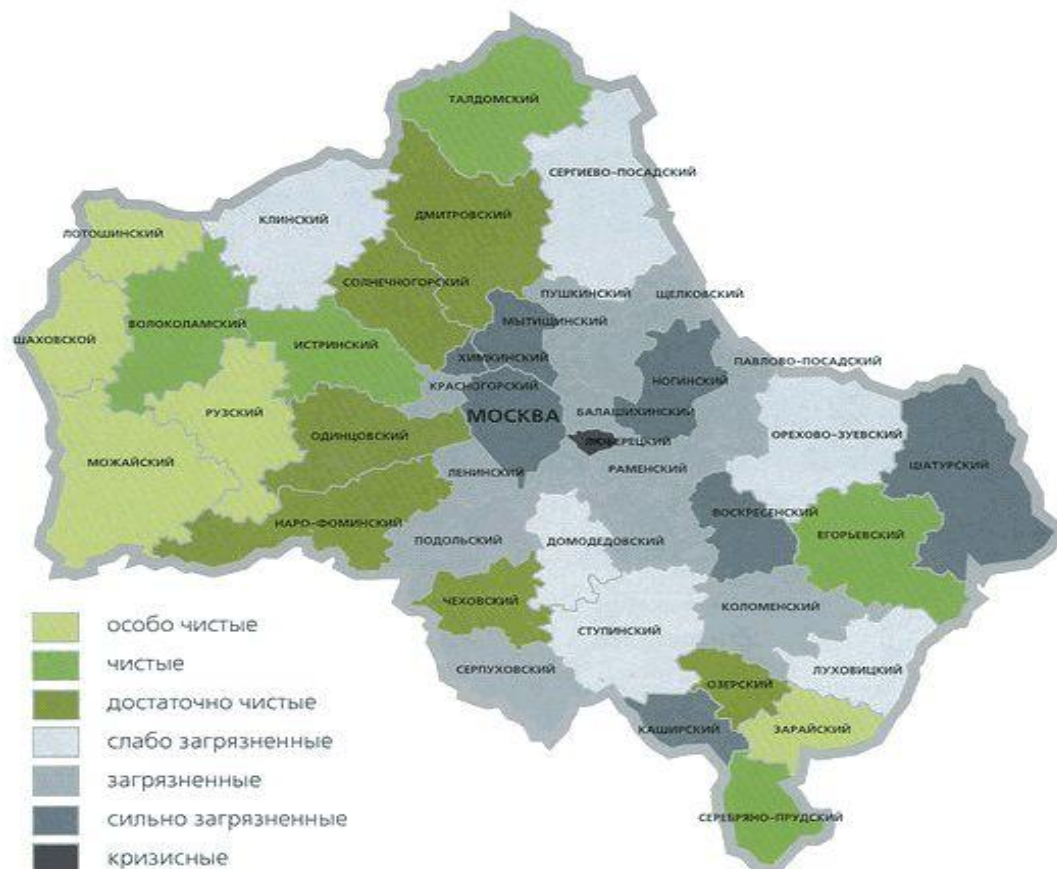 ТАЛДОМСКИЙ
СЕРГИЕВО-ПОСАДСКИЙ
КЛИНСКИЙ
ДМИТРОВСКИЙ
ЛОТОШИНСКИЙ
СОЛНЕЧНОГОРСКИЙ
ПУШКИНСКИЙ
ЩЕЛКОВСКИЙ
ВОЛОКОЛАМСКИЙ
МЫТИЩИНСКИЙ
ШАХОВСКОЙ
ИСТРИНСКИЙ
ХИМКИНСКИЙ
ПАВЛОВО-ПОСАДСКИЙ
КРАСНОГОРСКИЙ
НОГИНСКИЙ
РУЗСКИЙ
МОСКВА
БАЛАШИХИНСКИЙ
ОДИНЦОВСКИЙ
ОРЕХОВО-ЗУЕВСКИЙ
ЛЮБЕРЕЦКИЙ
МОЖАЙСКИЙ
ЛЕНИНСКИЙ
РАМЕНСКИЙ
ШАТУРСКИЙ
НАРО-ФОМИНСКИЙ
ВОСКРЕСЕНСКИЙ
ПОДОЛЬСКИЙ
ДОМОДЕДОВСКИЙ
ЕГОРЬЕВСКИЙ
ЧЕХОВСКИЙ
КОЛОМЕНСКИЙ
СТУПИНСКИЙ
СЕРПУХОВСКИЙ
ЛУХОВИЦКИЙ
ОЗЕРСКИЙ
КАШИРСКИЙ
ЗАРАЙСКИЙ
СЕРЕБРЯНО-ПРУДСКИЙ
особо чистые
чистые
достаточно чистые
слабо загрязненные
загрязненные
сильно загрязненные
кризисные